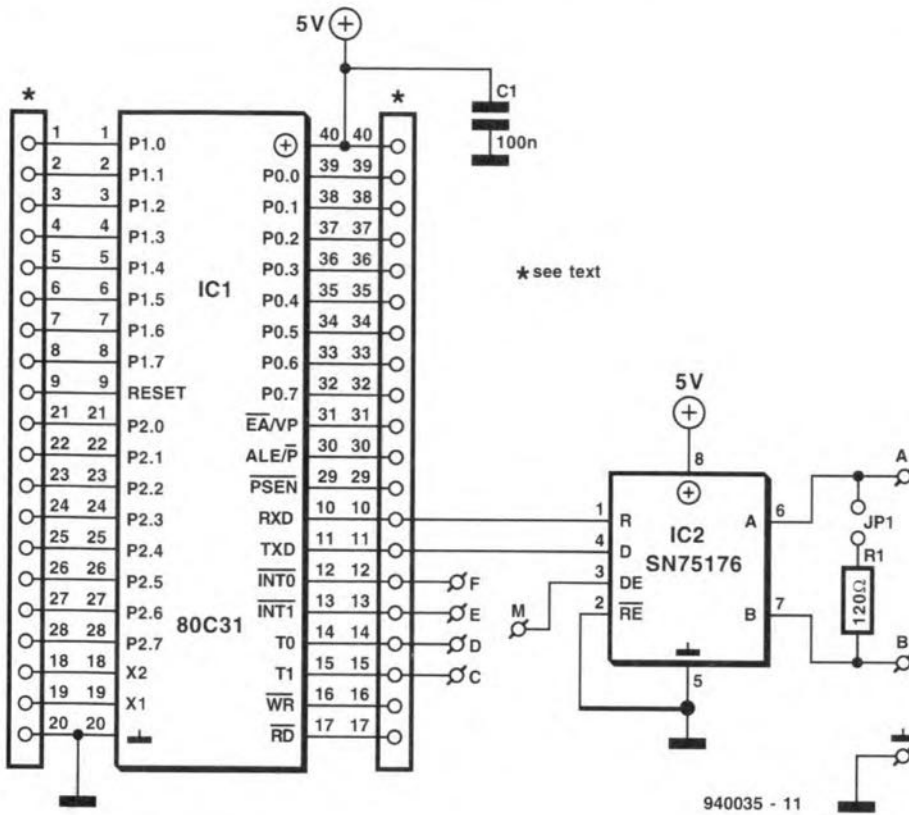 5V
C1
100n
* *
1 1 P1.0 40 40
2 2 P1.1 P0.0 39 39
3 3 P1.2 P0.1 38 38
4 4 P1.3 P0.2 37 37
5 5 P1.4 P0.3 36 36
6 6 P1.5 IC1 P0.4 35 35
7 7 P1.6 P0.5 34 34
8 8 P1.7 P0.6 33 33
9 9 RESET P0.7 32 32
21 21 P2.0 EA/VP 31 31
22 22 P2.1 ALE/P 30 30
23 23 P2.2 PSEN 29 29
24 24 P2.3 RXD 10 10
25 25 P2.4 TXD 11 11
26 26 P2.5 INT0 12 12 F
27 27 P2.6 INT1 13 13 E
28 28 P2.7 80C31 T0 14 14 D
18 18 X2 T1 15 15 C
19 19 X1 WR 16 16
20 20 RD 17 17
* see text
5V
8
1 R A 6 A
IC2
SN75176
4 D
3 DE
2 RE B 7 B
M
5
JP1
R1
120Ω
940035 - 11